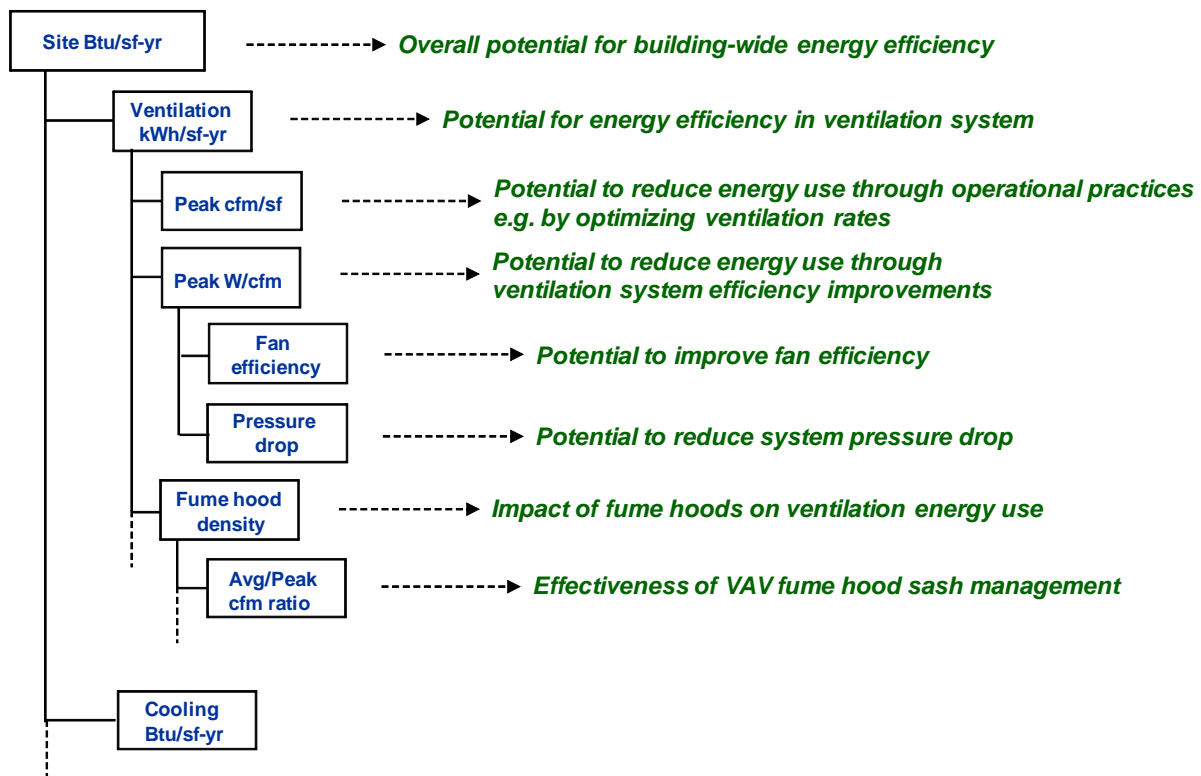 Site Btu/sf-yr
Overall potential for building-wide energy efficiency
Ventilation
kWh/sf-yr
Potential for energy efficiency in ventilation system
Peak cfm/sf
Potential to reduce energy use through operational practices
e.g. by optimizing ventilation rates
Peak W/cfm
Potential to reduce energy use through
ventilation system efficiency improvements
Fan
efficiency
Potential to improve fan efficiency
Pressure
drop
Potential to reduce system pressure drop
Fume hood
density
Impact of fume hoods on ventilation energy use
Avg/Peak
cfm ratio
Effectiveness of VAV fume hood sash management
Cooling
Btu/sf-yr